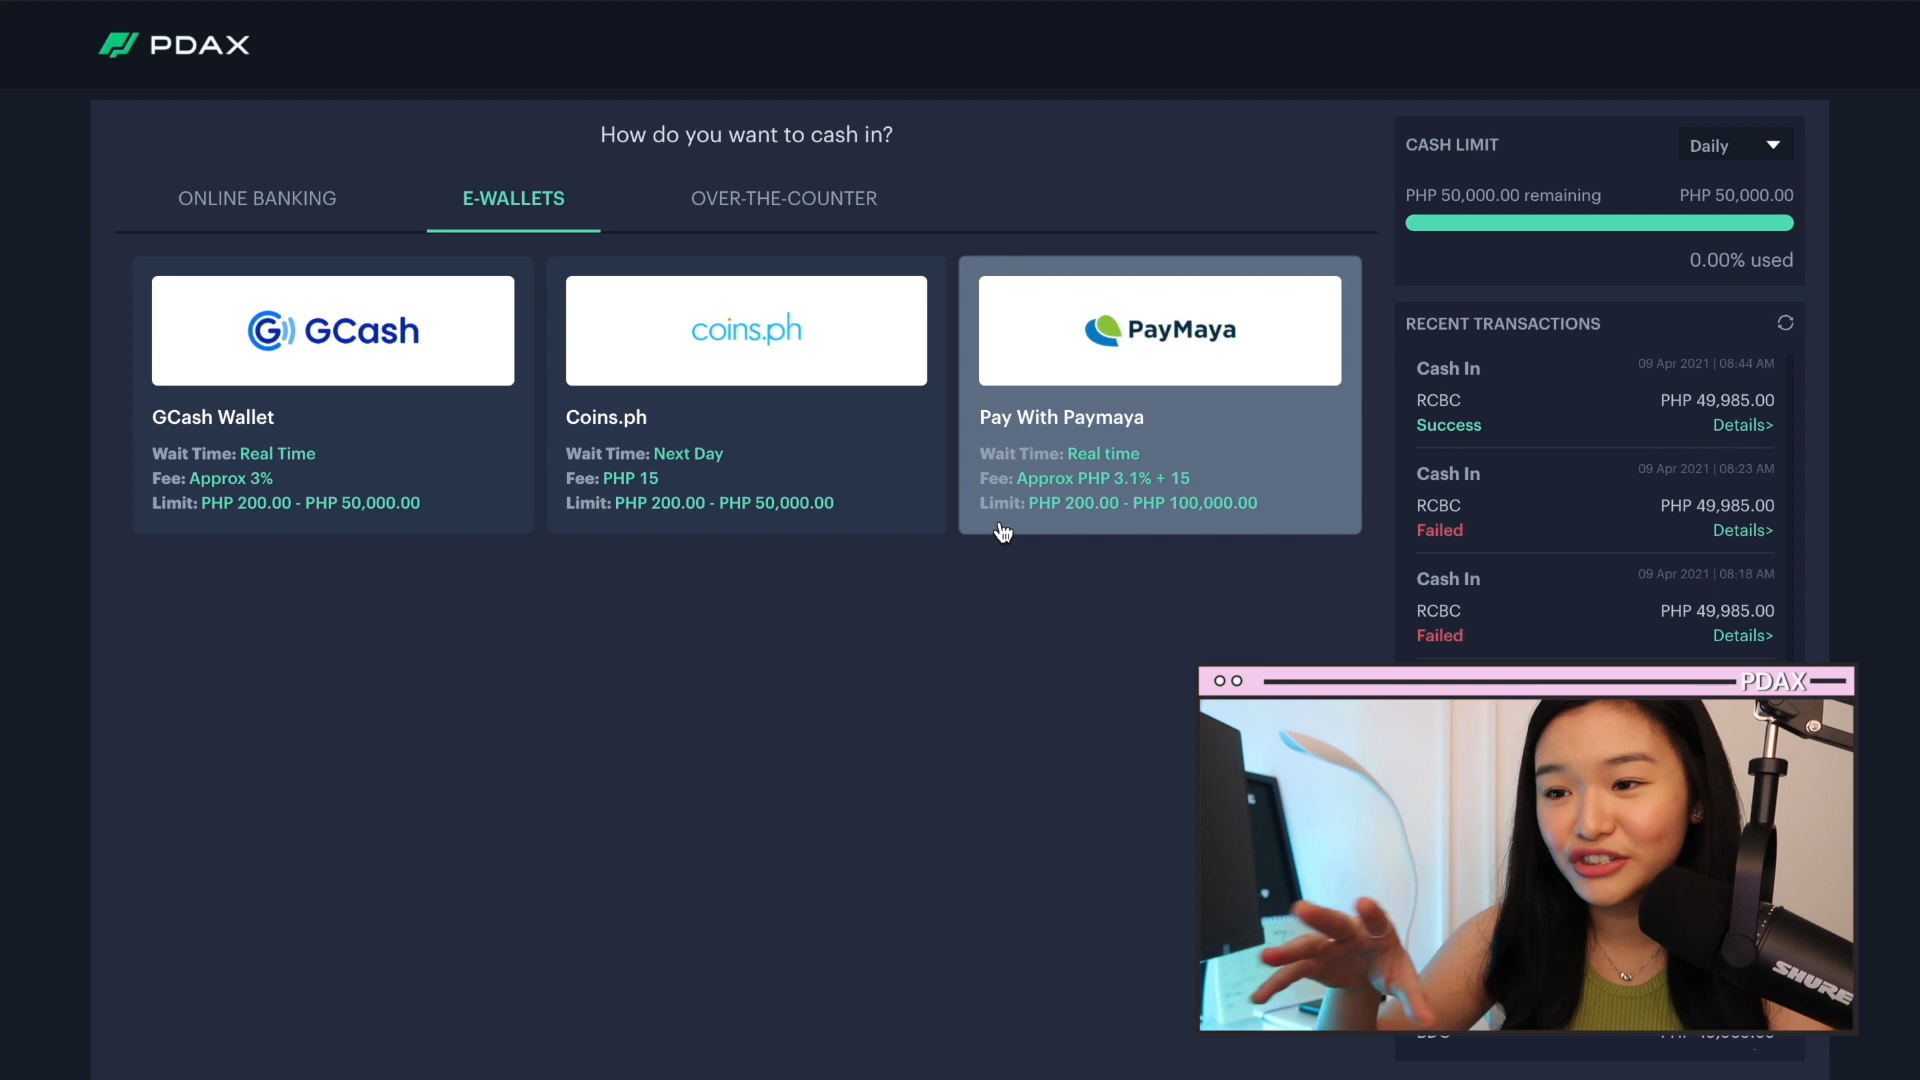 PDAX
How do you want to cash in?
ONLINE BANKING
E-WALLETS
OVER-THE-COUNTER
GCash
GCash Wallet
Wait Time: Real Time
Fee: Approx 3%
Limit: PHP 200.00 - PHP 50,000.00
coins.ph
Coins.ph
Wait Time: Next Day
Fee: PHP 15
Limit: PHP 200.00 - PHP 50,000.00
PayMaya
Pay With Paymaya
Wait Time: Real time
Fee: Approx PHP 3.1% + 15
Limit: PHP 200.00 - PHP 100,000.00
CASH LIMIT
Daily
PHP 50,000.00 remaining
PHP 50,000.00
0.00% used
RECENT TRANSACTIONS
Cash In
09 Apr 2021 | 08:44 AM
RCBC
PHP 49,985.00
Success
Details>
Cash In
09 Apr 2021 | 08:23 AM
RCBC
PHP 49,985.00
Failed
Details>
Cash In
09 Apr 2021 | 08:18 AM
RCBC
PHP 49,985.00
Failed
Details>
PDAX
SHURE